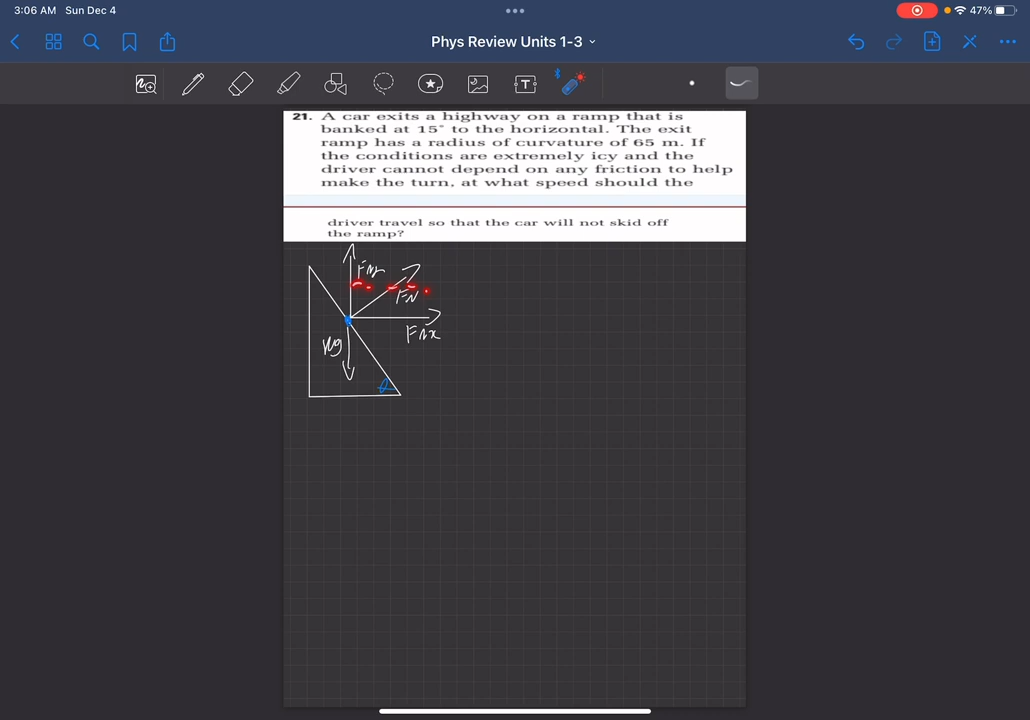 3:06 AM Sun Dec 4
47%
Phys Review Units 1-3
T
21. A car exits a highway on a ramp that is
banked at 15° to the horizontal. The exit
ramp has a radius of curvature of 65 m. If
the conditions are extremely icy and the
driver cannot depend on any friction to help
make the turn, at what speed should the
driver travel so that the car will not skid off
the ramp?
FNy
FN
FNx
Mg
θ